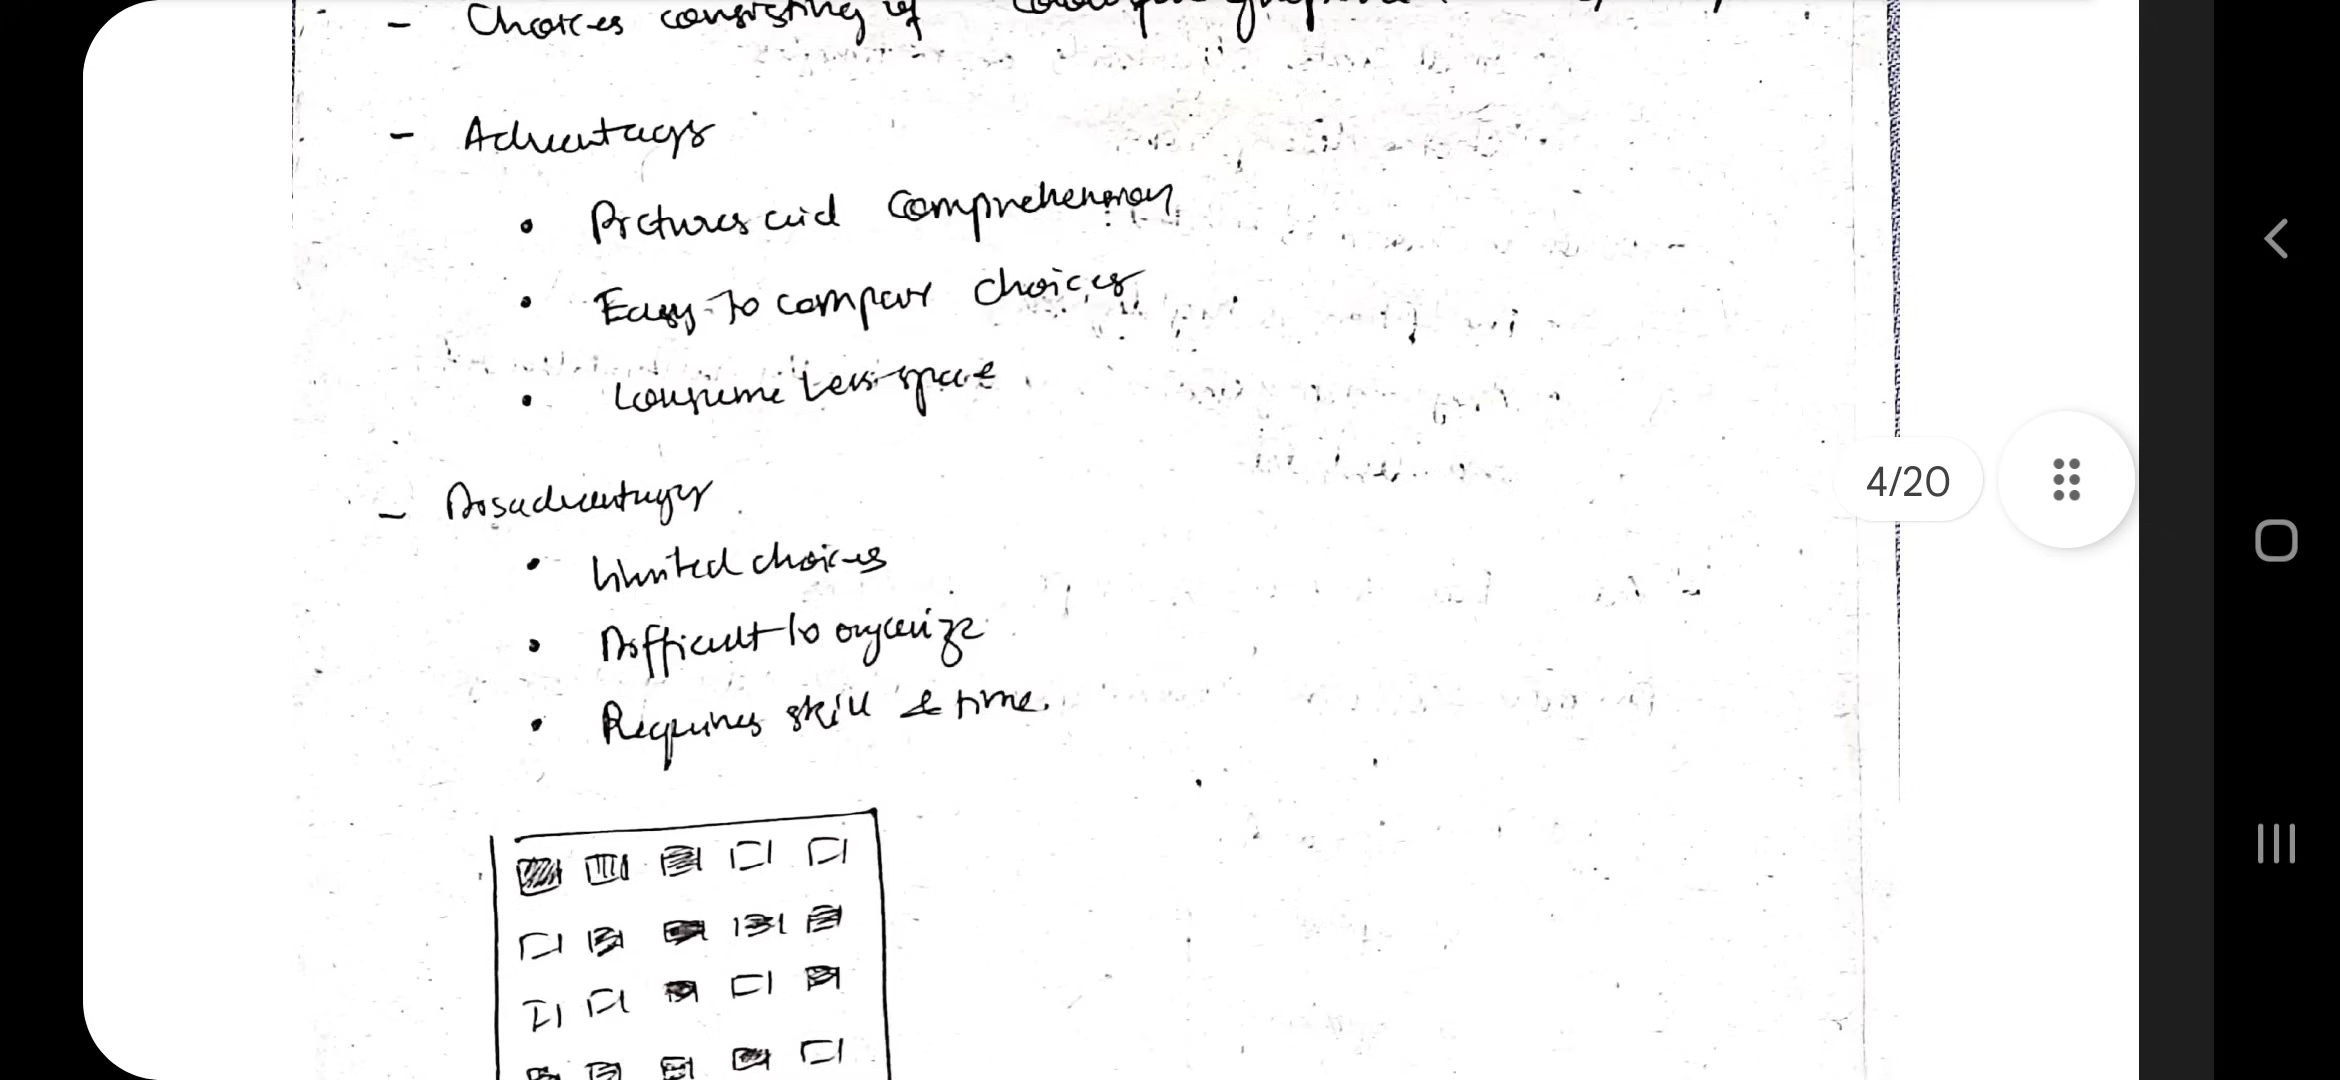 - Choices consisting of
- Advantages
• Pictures aid comprehension
• Easy to compare choices
• Consume less space
- Disadvantages
• Limited choices
• Difficult to organize
• Requires skill & time.
4/20